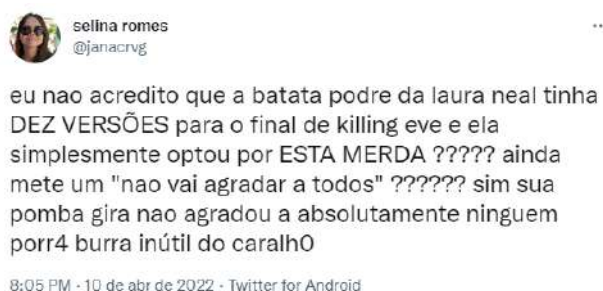 selina romes
@janacrvg
eu nao acredito que a batata podre da laura neal tinha
DEZ VERSÕES para o final de killing eve e ela
simplesmente optou por ESTA MERDA ????? ainda
mete um "nao vai agradar a todos" ?????? sim sua
pomba gira nao agradou a absolutamente ninguem
porr4 burra inútil do caralh0
8:05 PM · 10 de abr de 2022 · Twitter for Android